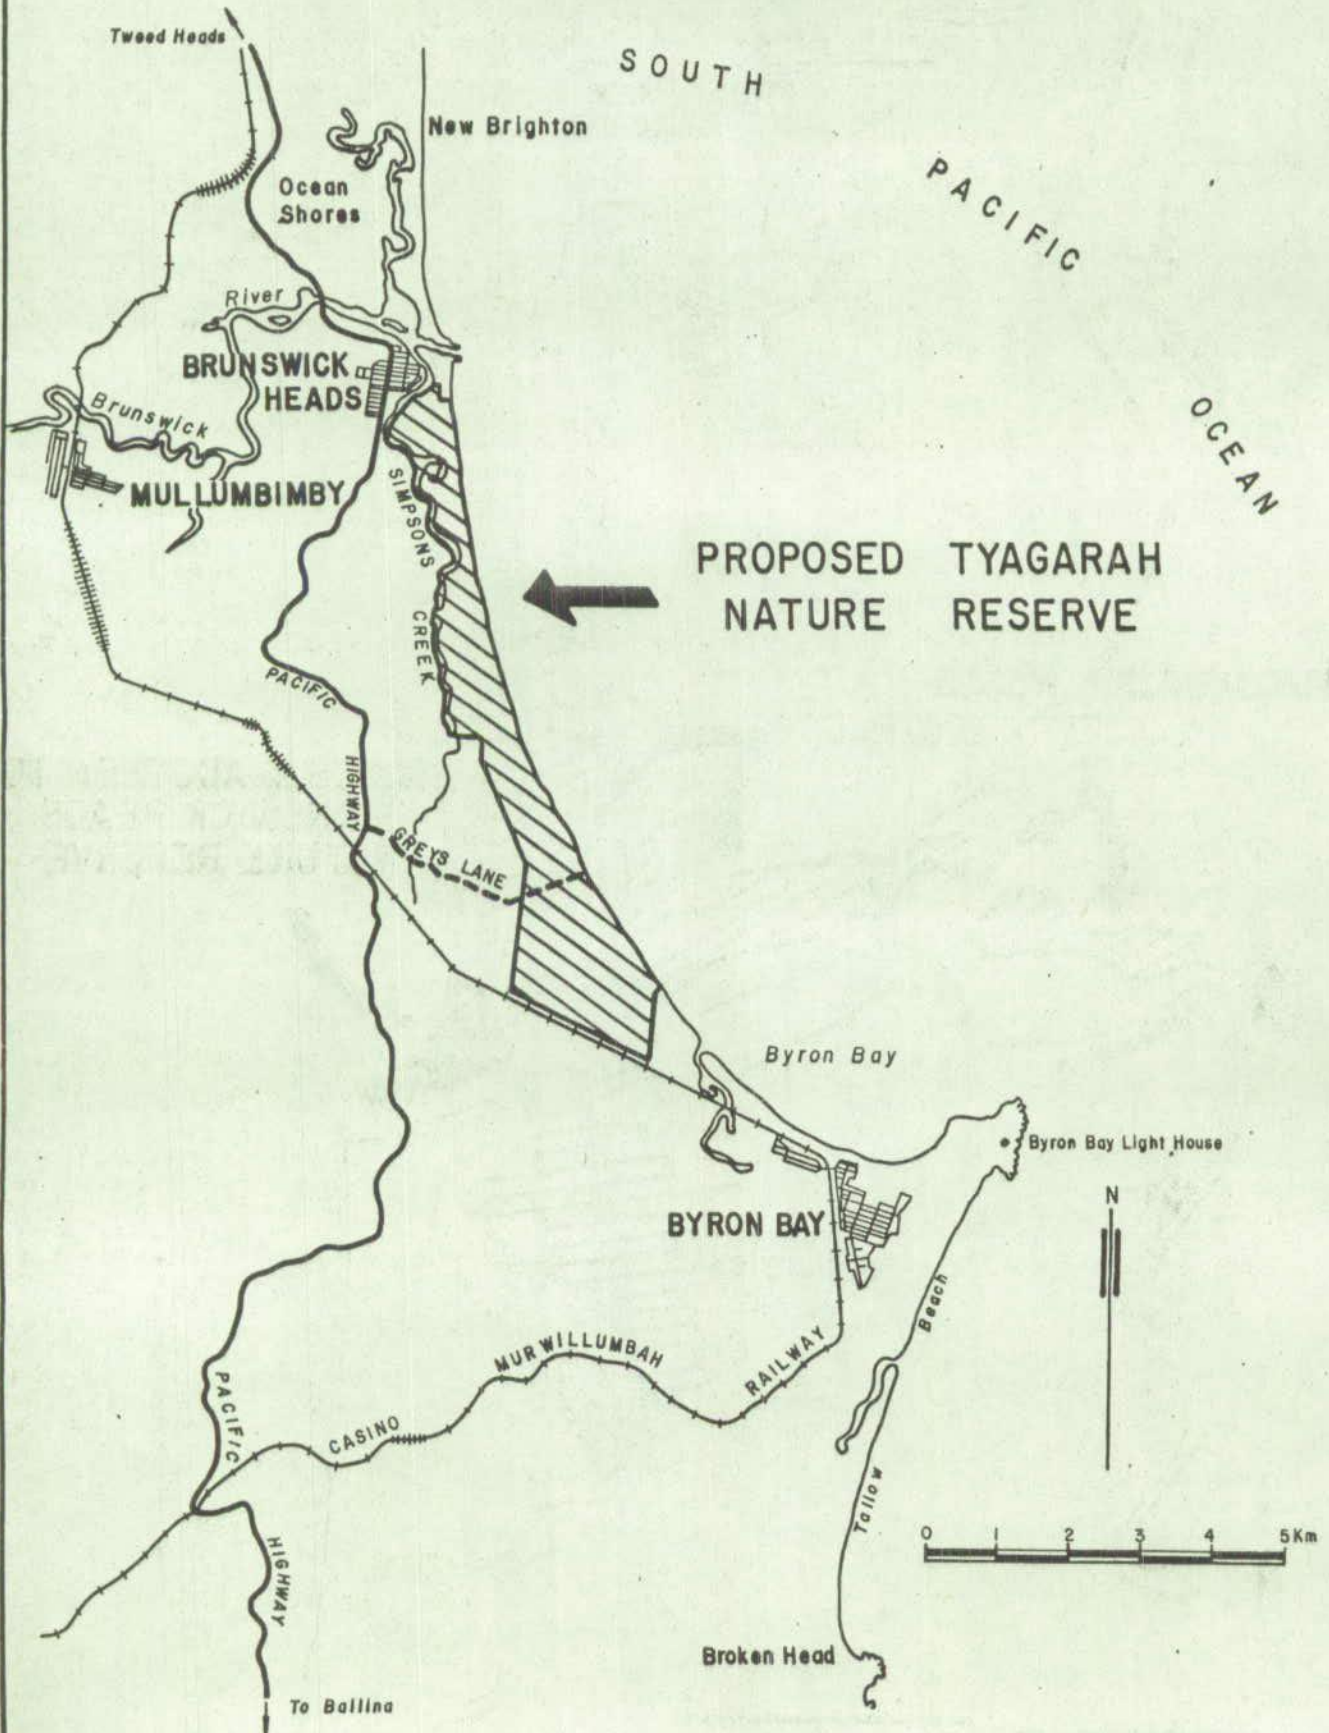 Tweed Heads
SOUTH
New Brighton
PACIFIC
Ocean
Shores
River
BRUNSWICK
HEADS
OCEAN
Brunswick
MULLUMBIMBY
SIMPSONS
CREEK
PROPOSED TYAGARAH
NATURE RESERVE
PACIFIC
HIGHWAY
GREYS LANE
Byron Bay
Byron Bay Light House
N
BYRON BAY
Beach
MURWILLUMBAH
RAILWAY
PACIFIC
CASINO
Tallow
0 1 2 3 4 5 Km
HIGHWAY
Broken Head
To Ballina